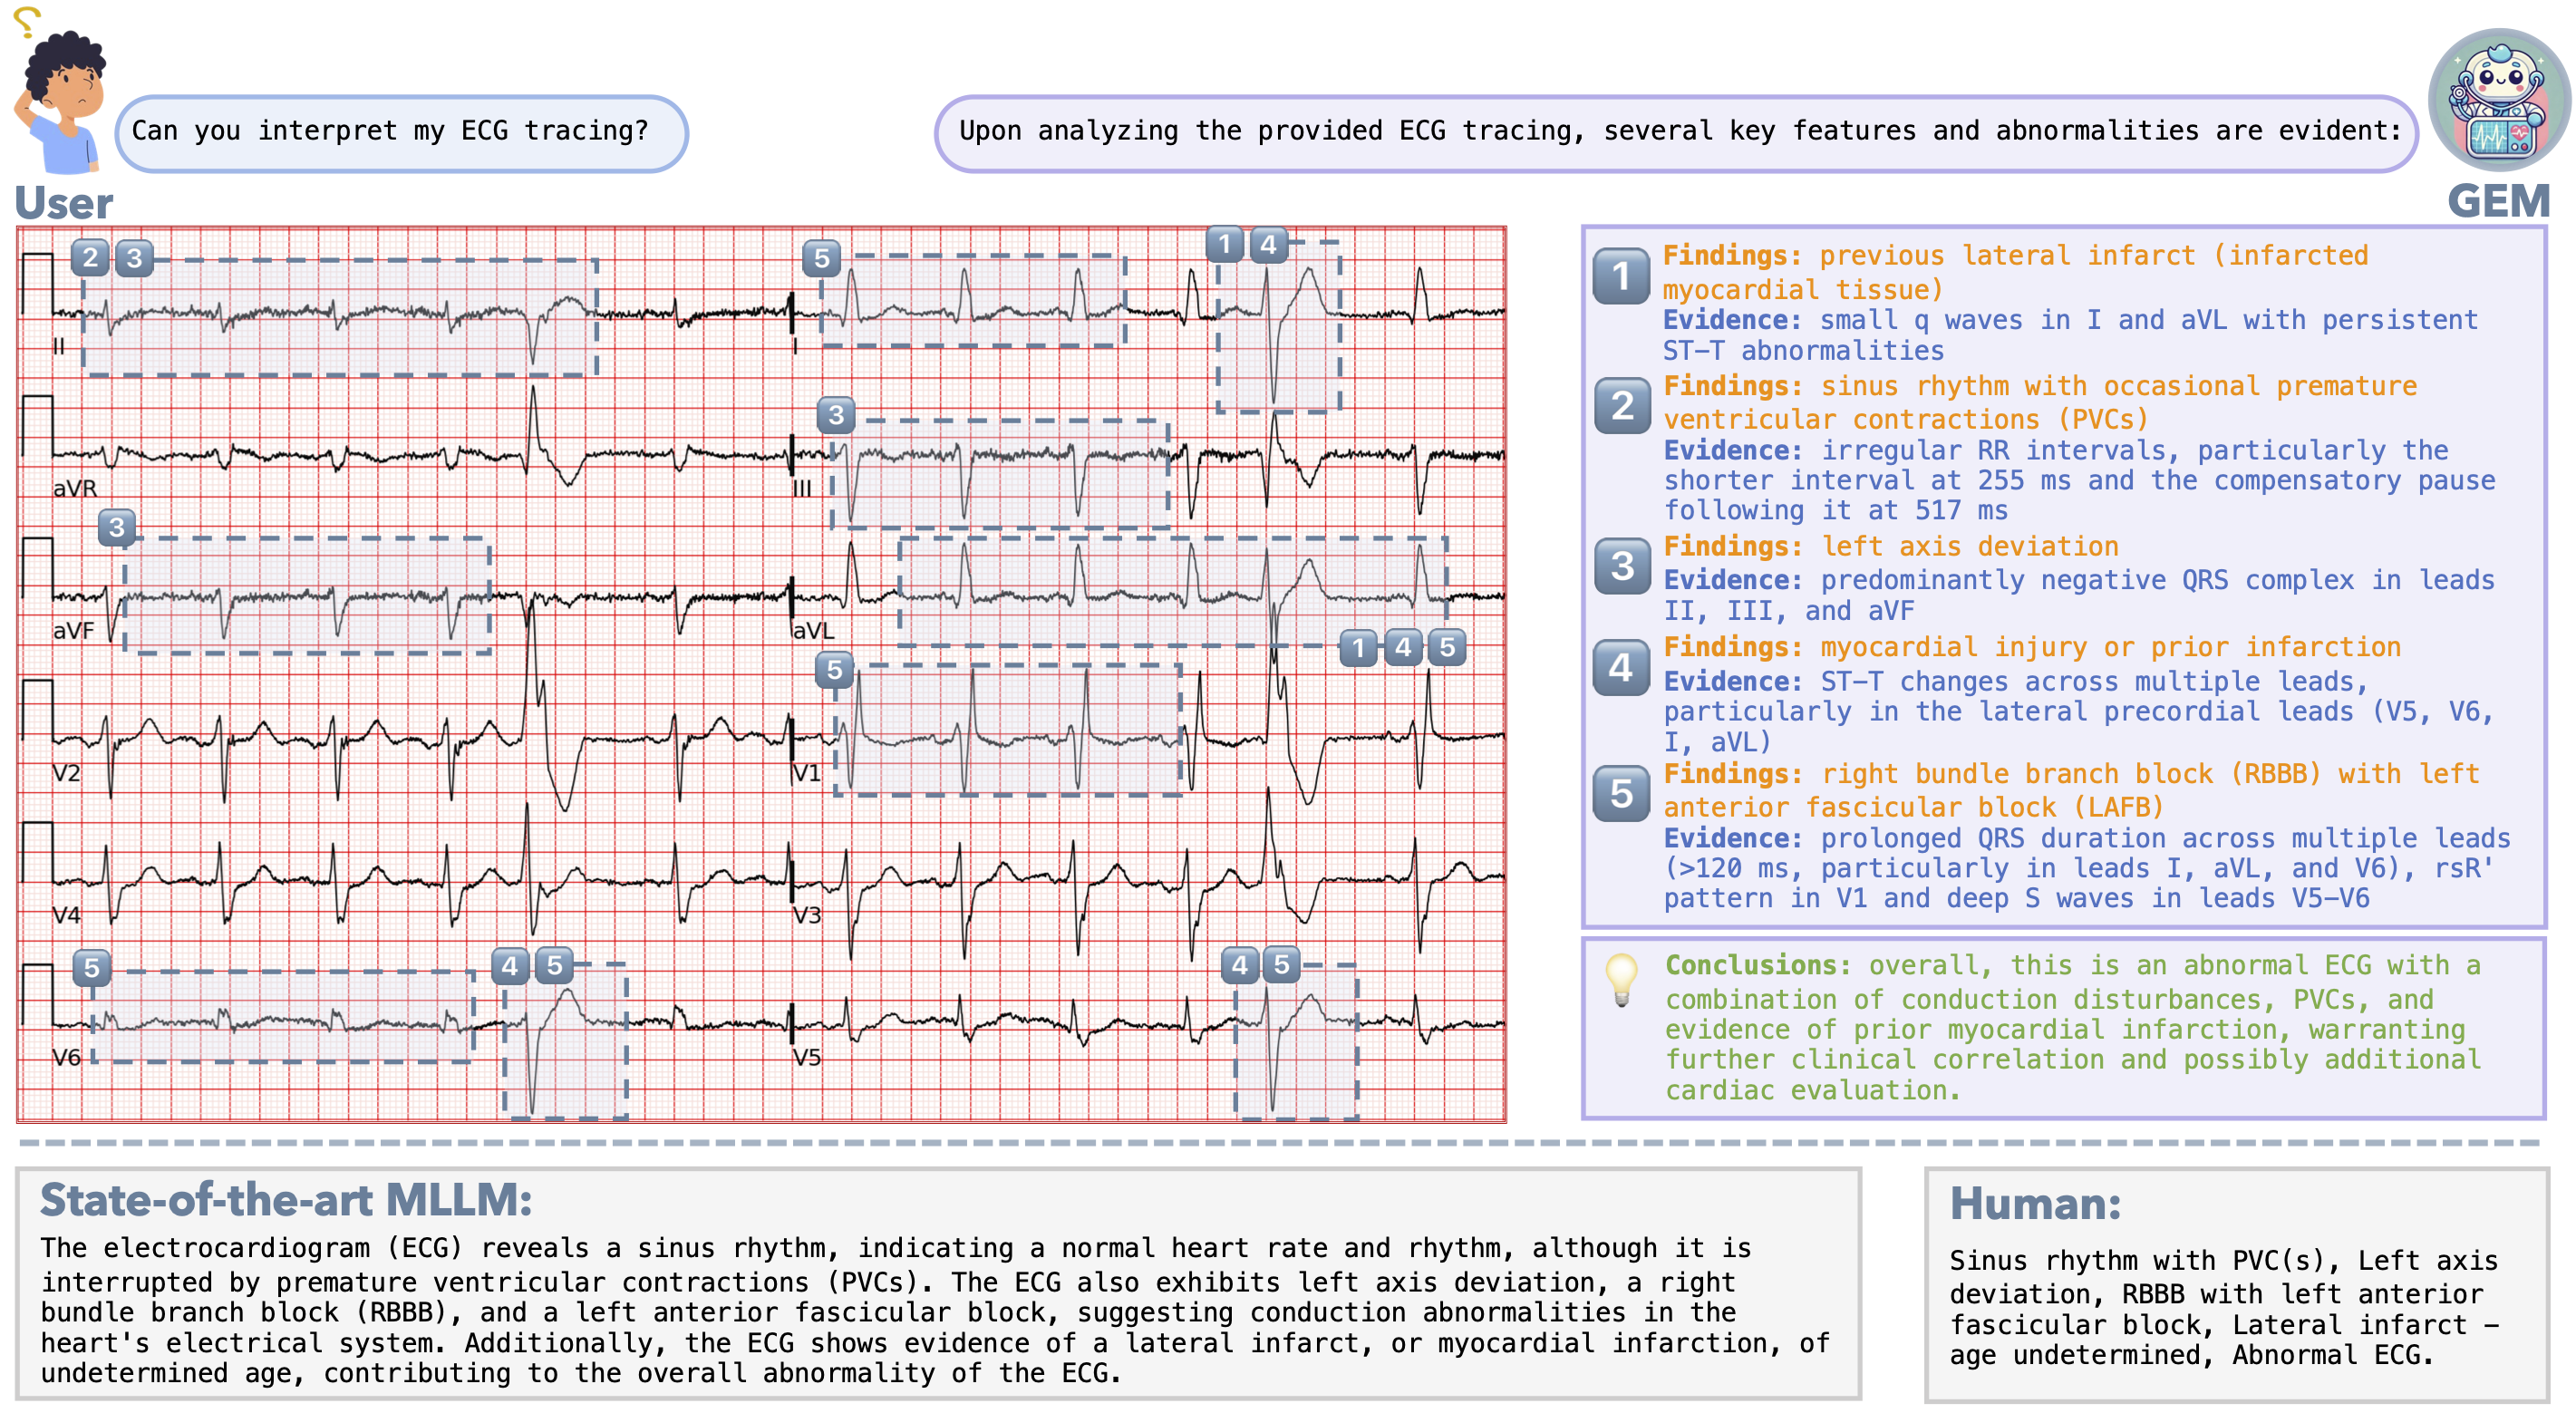 ?
Can you interpret my ECG tracing?
Upon analyzing the provided ECG tracing, several key features and abnormalities are evident:
User
GEM
2 3
5
1 4
II
I
3
aVR
III
3
aVF
aVL
1 4 5
5
V2
V1
V4
V3
5
4 5
4 5
V6
V5
1
Findings: previous lateral infarct (infarcted
myocardial tissue)
Evidence: small q waves in I and aVL with persistent
ST–T abnormalities
2
Findings: sinus rhythm with occasional premature
ventricular contractions (PVCs)
Evidence: irregular RR intervals, particularly the
shorter interval at 255 ms and the compensatory pause
following it at 517 ms
3
Findings: left axis deviation
Evidence: predominantly negative QRS complex in leads
II, III, and aVF
4
Findings: myocardial injury or prior infarction
Evidence: ST–T changes across multiple leads,
particularly in the lateral precordial leads (V5, V6,
I, aVL)
5
Findings: right bundle branch block (RBBB) with left
anterior fascicular block (LAFB)
Evidence: prolonged QRS duration across multiple leads
(>120 ms, particularly in leads I, aVL, and V6), rsR'
pattern in V1 and deep S waves in leads V5–V6
Conclusions: overall, this is an abnormal ECG with a
combination of conduction disturbances, PVCs, and
evidence of prior myocardial infarction, warranting
further clinical correlation and possibly additional
cardiac evaluation.
State-of-the-art MLLM:
The electrocardiogram (ECG) reveals a sinus rhythm, indicating a normal heart rate and rhythm, although it is
interrupted by premature ventricular contractions (PVCs). The ECG also exhibits left axis deviation, a right
bundle branch block (RBBB), and a left anterior fascicular block, suggesting conduction abnormalities in the
heart's electrical system. Additionally, the ECG shows evidence of a lateral infarct, or myocardial infarction, of
undetermined age, contributing to the overall abnormality of the ECG.
Human:
Sinus rhythm with PVC(s), Left axis
deviation, RBBB with left anterior
fascicular block, Lateral infarct –
age undetermined, Abnormal ECG.